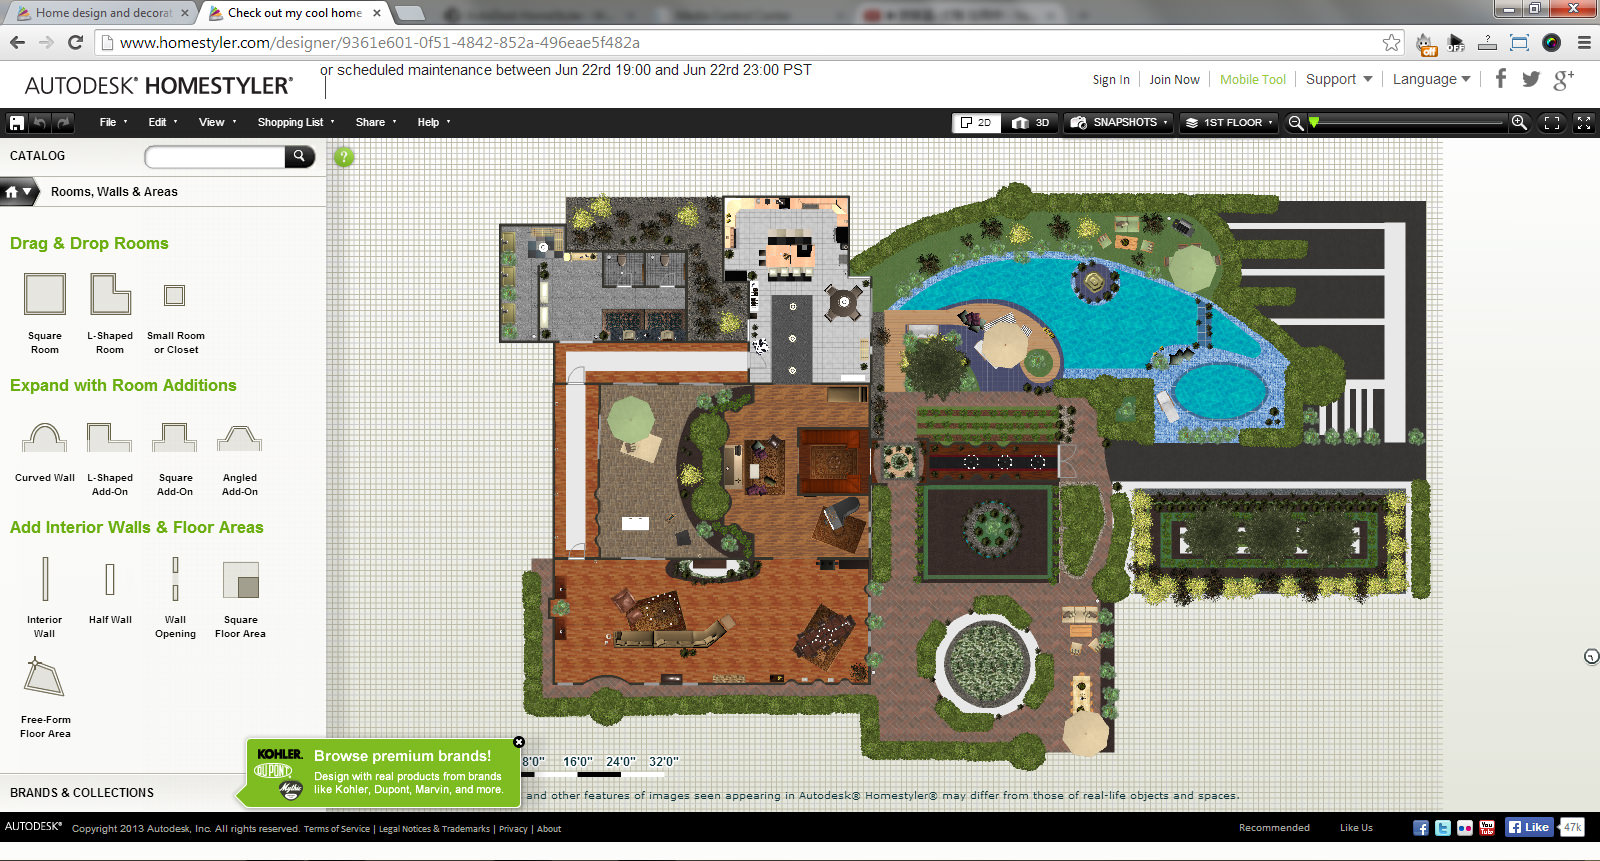 Home design and decorat
Check out my cool home
www.homestyler.com/designer/9361e601-0f51-4842-852a-496eae5f482a
off
OFF
AUTODESK® HOMESTYLER®
or scheduled maintenance between Jun 22rd 19:00 and Jun 22rd 23:00 PST
Sign In
Join Now
Mobile Tool
Support
Language
File
Edit
View
Shopping List
Share
Help
2D
3D
SNAPSHOTS
1ST FLOOR
CATALOG
Rooms, Walls & Areas
Drag & Drop Rooms
Square
Room
L-Shaped
Room
Small Room
or Closet
Expand with Room Additions
Curved Wall
L-Shaped
Add-On
Square
Add-On
Angled
Add-On
Add Interior Walls & Floor Areas
Interior
Wall
Half Wall
Wall
Opening
Square
Floor Area
Free-Form
Floor Area
BRANDS & COLLECTIONS
KOHLER.
DUPONT
Mythic
Browse premium brands!
Design with real products from brands
like Kohler, Dupont, Marvin, and more.
8'0" 16'0" 24'0" 32'0"
and other features of images seen appearing in Autodesk® Homestyler® may differ from those of real-life objects and spaces.
AUTODESK® Copyright 2013 Autodesk, Inc. All rights reserved. Terms of Service | Legal Notices & Trademarks | Privacy | About
Recommended
Like Us
You Tube
Like
47k